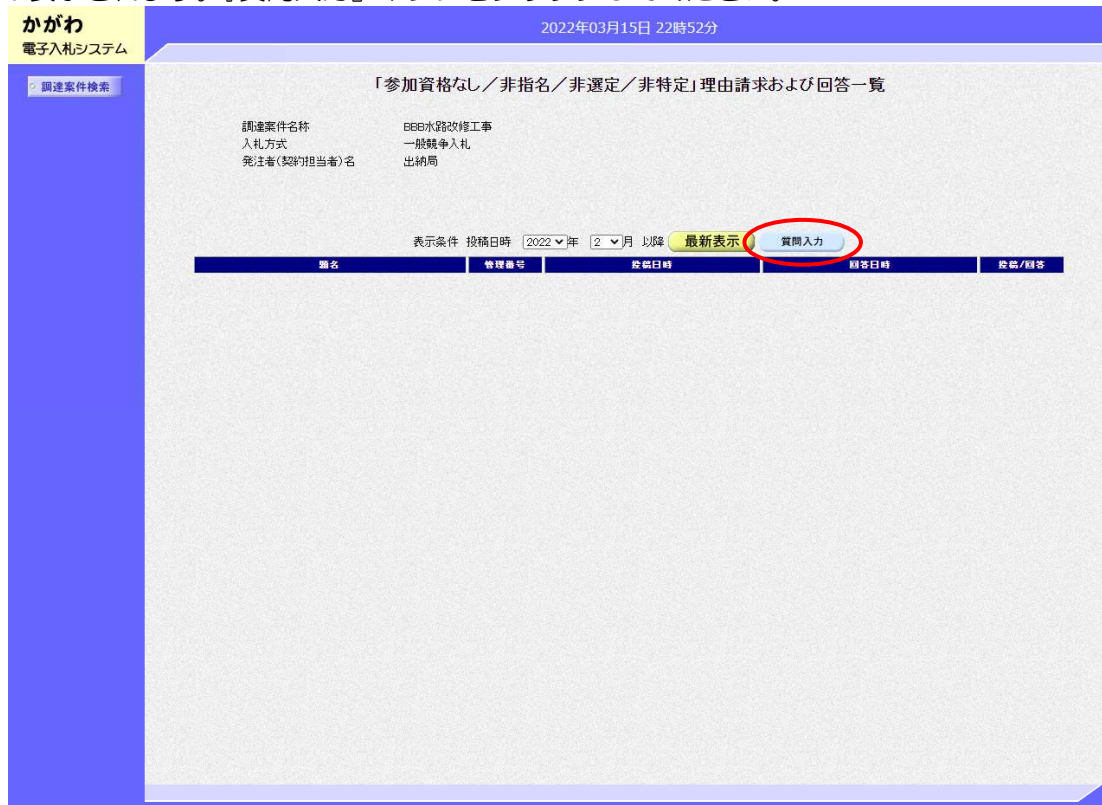 かがわ
電子入札システム
2022年03月15日 22時52分
調達案件検索
「参加資格なし／非指名／非選定／非特定」理由請求および回答一覧
調達案件名称 BBB水路改修工事
入札方式 一般競争入札
発注者(契約担当者)名 出納局
表示条件 投稿日時 2022 年 2 月 以降 最新表示 質問入力
題名 管理番号 投稿日時 回答日時 投稿/回答